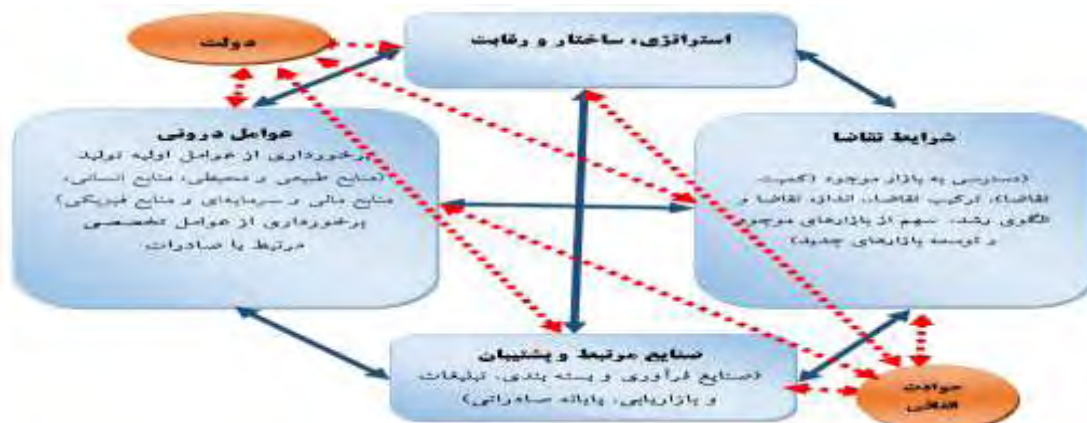 دولت
استراتژی، ساختار و رقابت
عوامل درونی
برخورداری از عوامل اولیه تولید
(منابع طبیعی و محیطی، منابع انسانی،
منابع مالی و سرمایه‌ای و منابع فیزیکی)
برخورداری از عوامل تخصصی
مرتبط با صادرات
شرایط تقاضا
(دسترسی به بازار موجود (کمیت
تقاضا)، ترکیب تقاضا، اندازه تقاضا و
الگوی رشد، سهم از بازارهای موجود
و توسعه بازارهای جدید)
صنایع مرتبط و پشتیبان
(صنایع فرآوری و بسته بندی، تبلیغات
و بازاریابی، پایانه صادراتی)
حوادث
اتفاقی